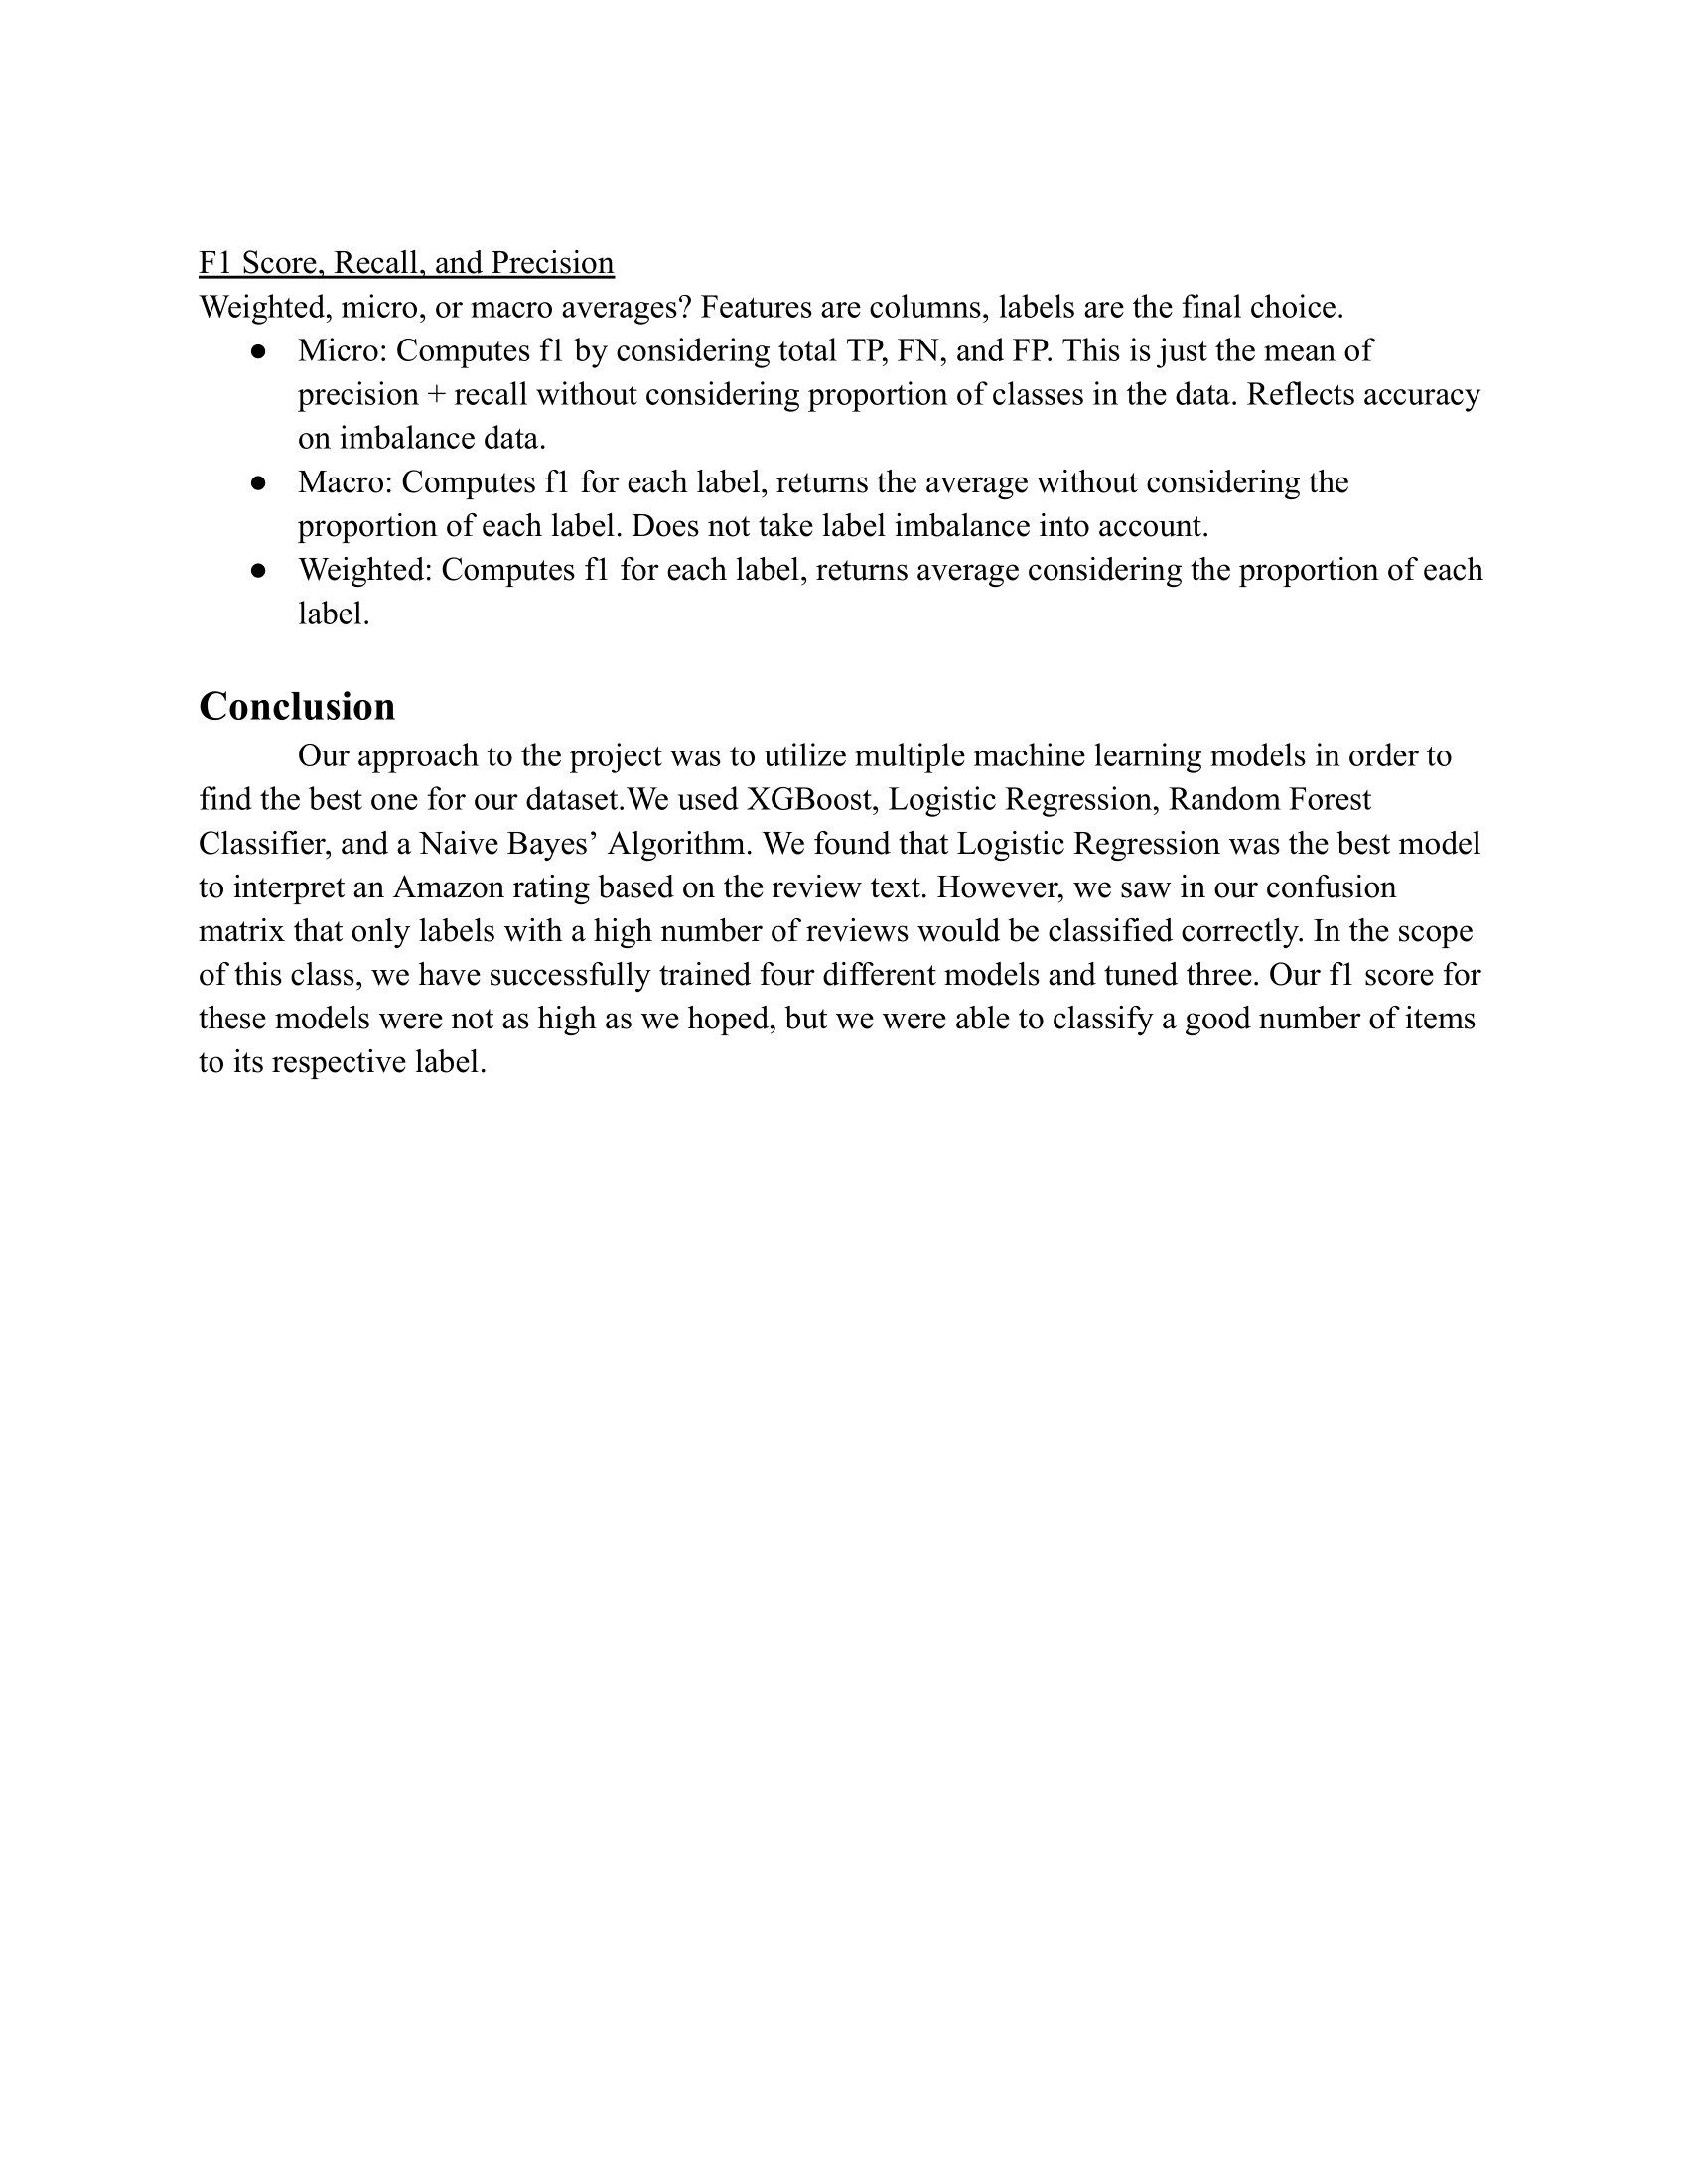 F1 Score, Recall, and Precision
Weighted, micro, or macro averages? Features are columns, labels are the final choice.
● Micro: Computes f1 by considering total TP, FN, and FP. This is just the mean of
precision + recall without considering proportion of classes in the data. Reflects accuracy
on imbalance data.
● Macro: Computes f1 for each label, returns the average without considering the
proportion of each label. Does not take label imbalance into account.
● Weighted: Computes f1 for each label, returns average considering the proportion of each
label.
Conclusion
Our approach to the project was to utilize multiple machine learning models in order to
find the best one for our dataset.We used XGBoost, Logistic Regression, Random Forest
Classifier, and a Naive Bayes’ Algorithm. We found that Logistic Regression was the best model
to interpret an Amazon rating based on the review text. However, we saw in our confusion
matrix that only labels with a high number of reviews would be classified correctly. In the scope
of this class, we have successfully trained four different models and tuned three. Our f1 score for
these models were not as high as we hoped, but we were able to classify a good number of items
to its respective label.